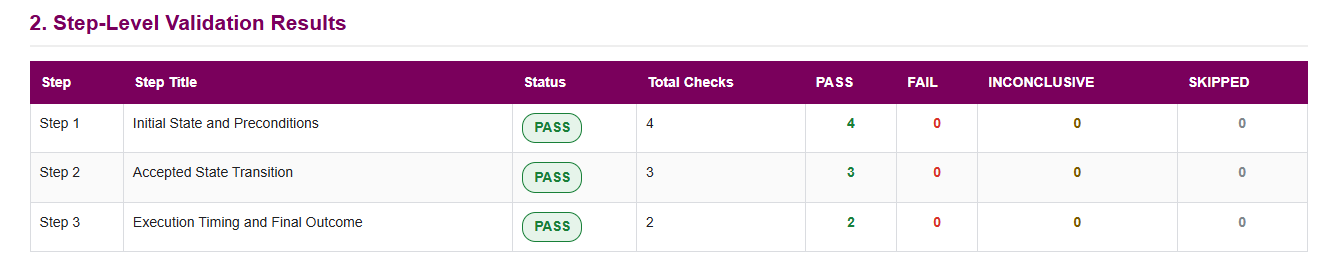 2. Step-Level Validation Results
Step Step Title Status Total Checks PASS FAIL INCONCLUSIVE SKIPPED
Step 1 Initial State and Preconditions PASS 4 4 0 0 0
Step 2 Accepted State Transition PASS 3 3 0 0 0
Step 3 Execution Timing and Final Outcome PASS 2 2 0 0 0